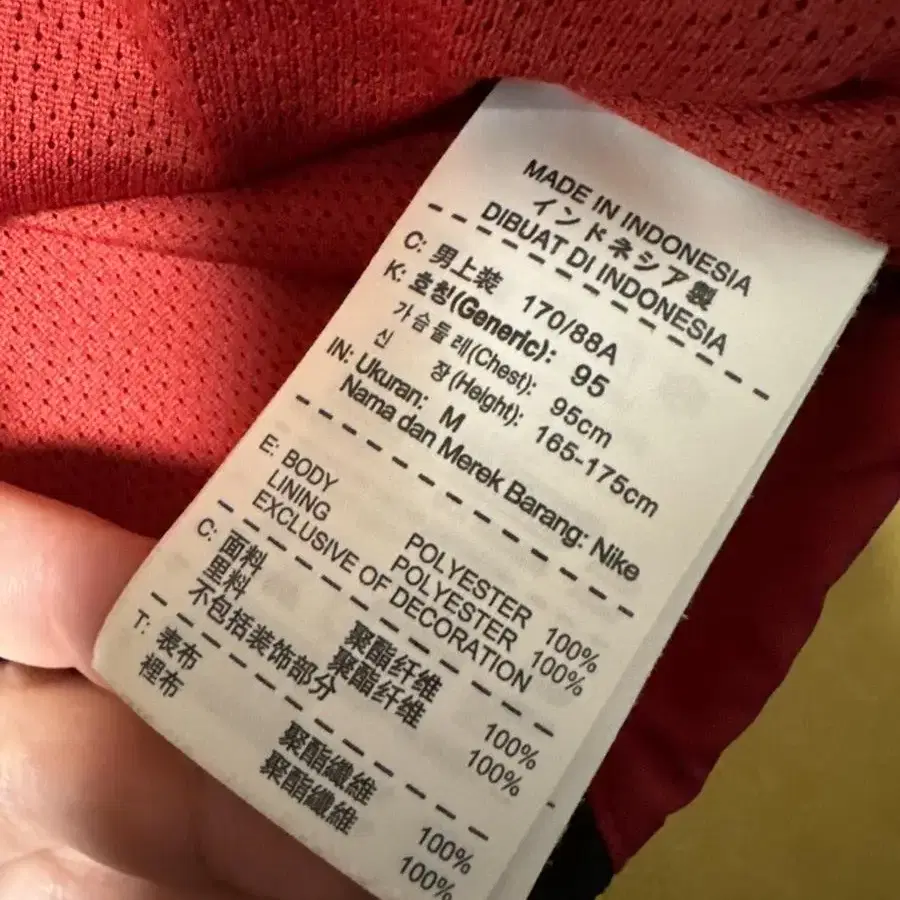 MADE IN INDONESIA
インドネシア製
DIBUAT DI INDONESIA
C: 男上装 170/88A
K: 호칭(Generic): 95
가슴둘레(Chest): 95cm
신 장(Height): 165-175cm
IN: Ukuran: M
Nama dan Merek Barang: Nike
E: BODY POLYESTER 100%
LINING POLYESTER 100%
EXCLUSIVE OF DECORATION
C: 面料 聚酯纤维 100%
里料 聚酯纤维 100%
不包括装饰部分
T: 表布 聚酯纖維 100%
裡布 聚酯纖維 100%